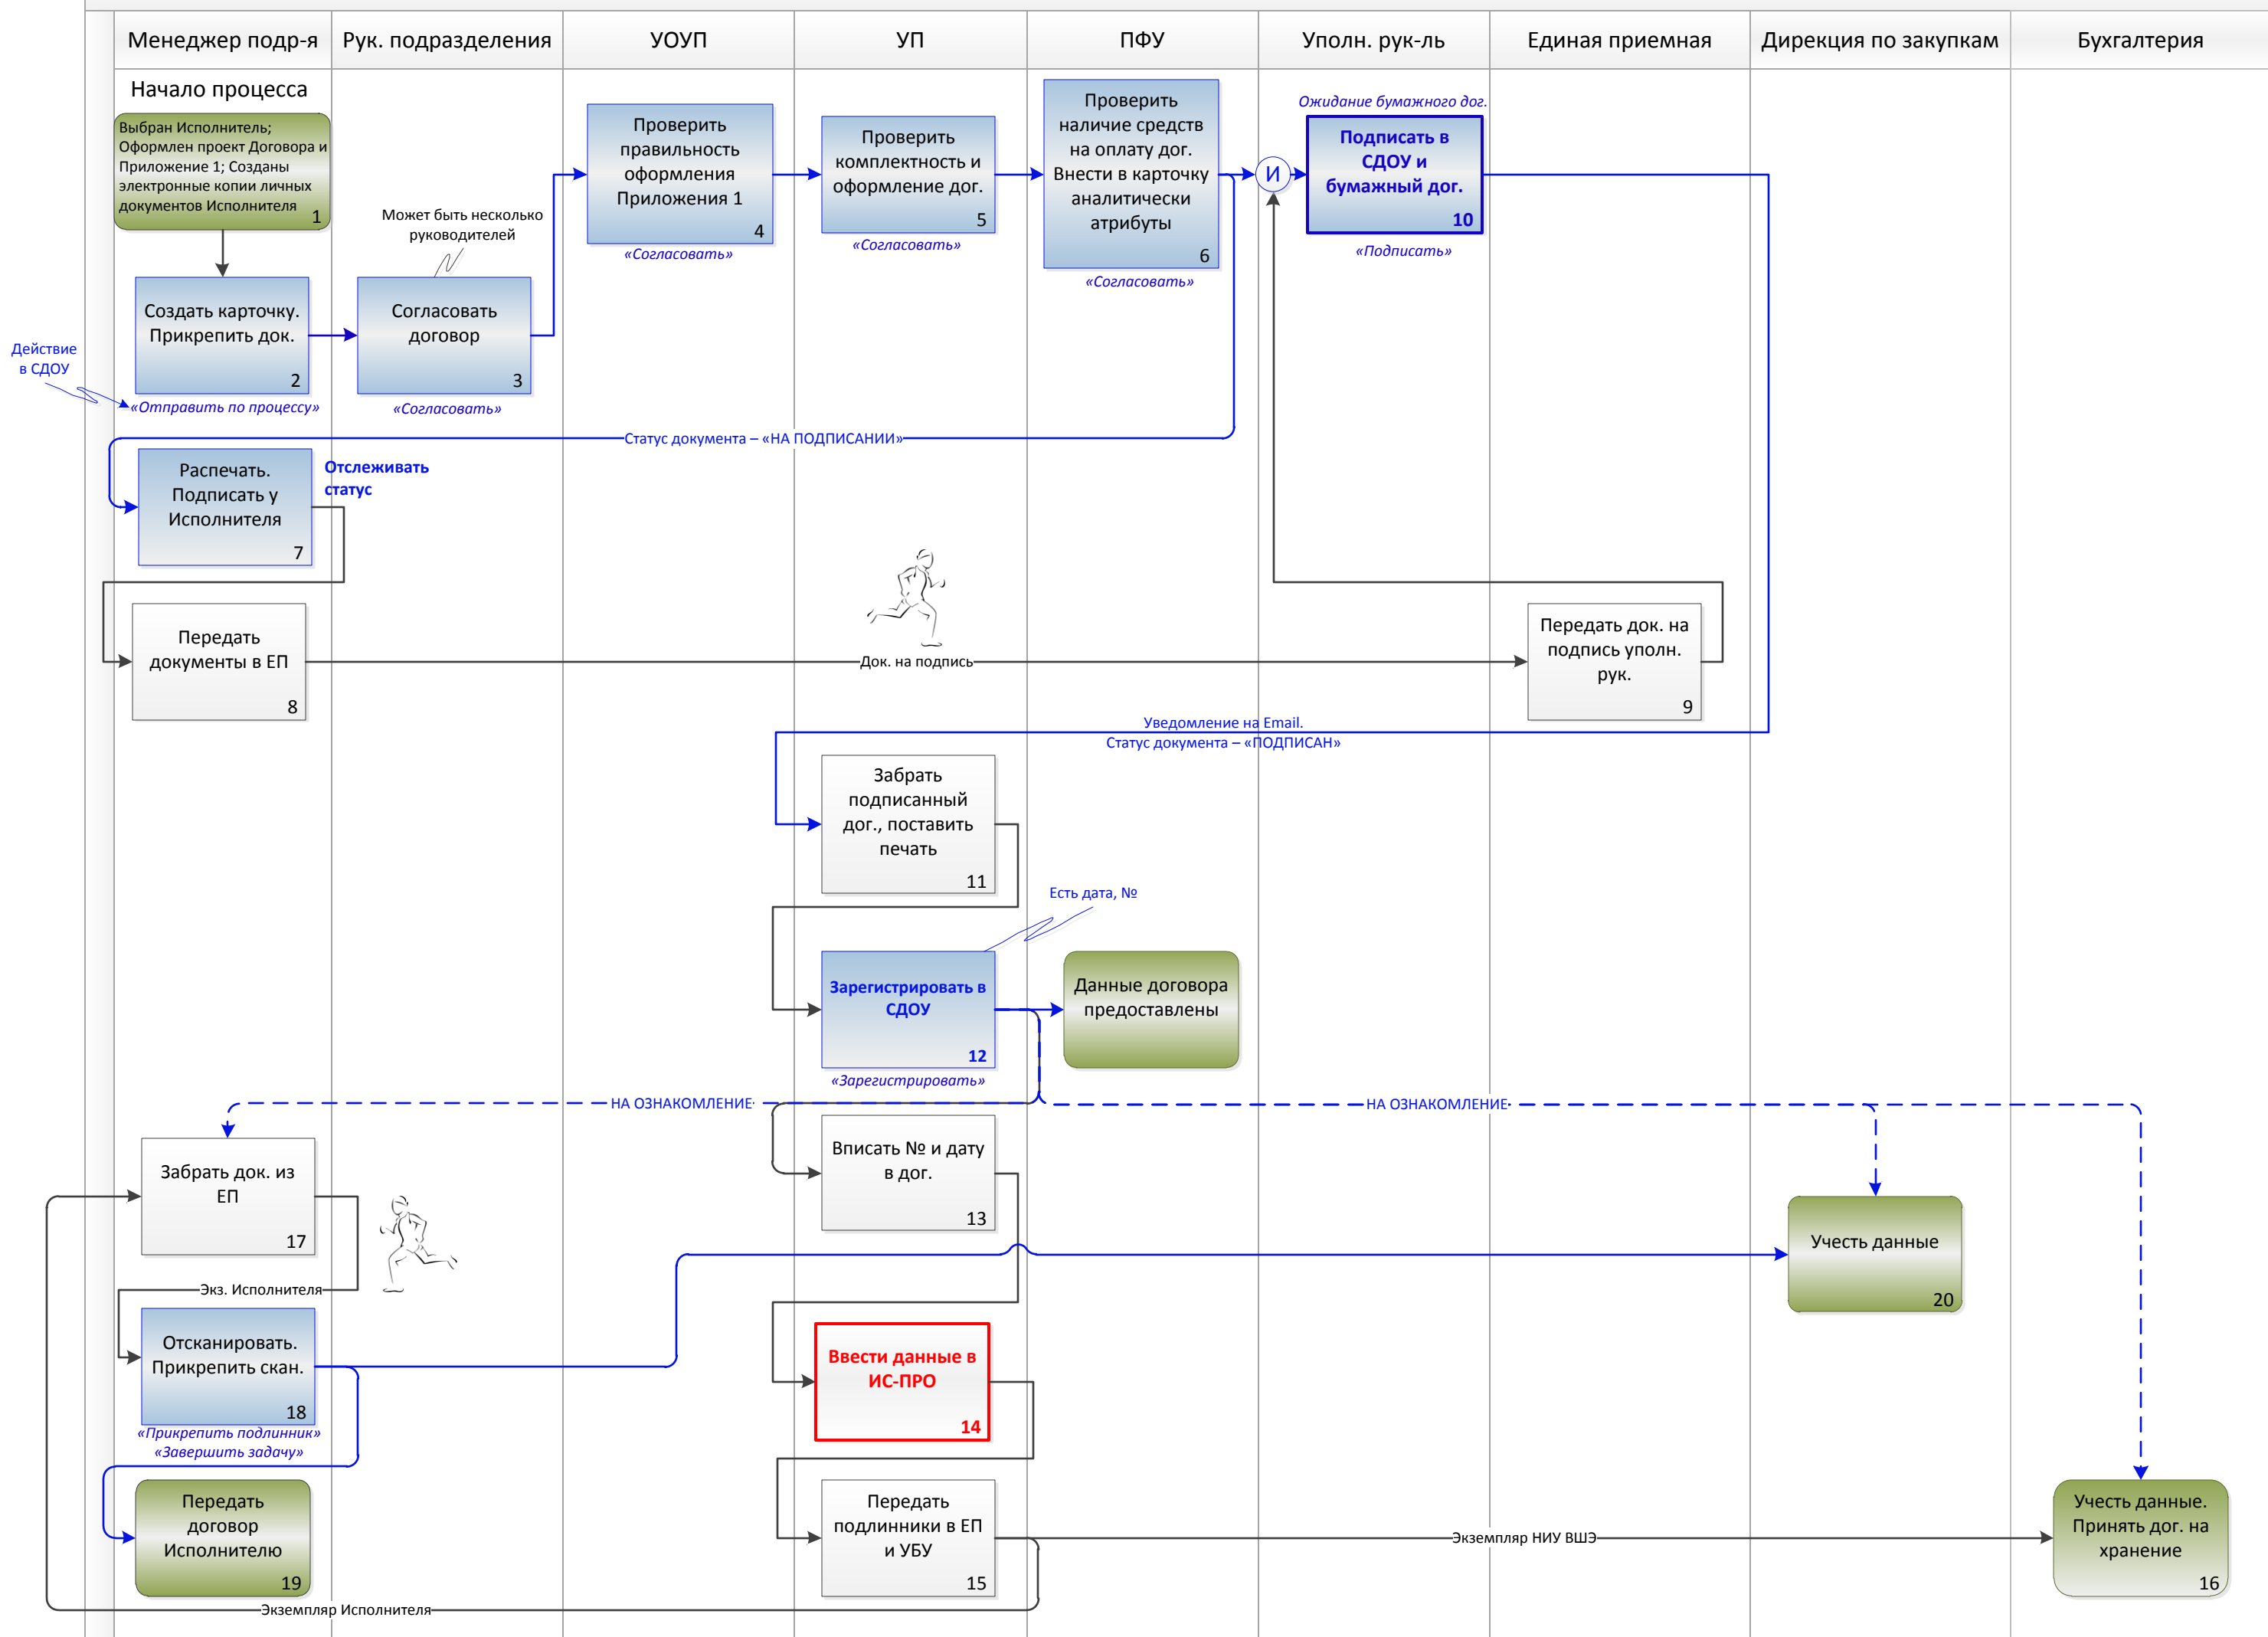 Менеджер подр-я
Рук. подразделения
УОУП
УП
ПФУ
Уполн. рук-ль
Единая приемная
Дирекция по закупкам
Бухгалтерия
Начало процесса
Выбран Исполнитель;
Оформлен проект Договора и
Приложение 1; Созданы
электронные копии личных
документов Исполнителя
1
Создать карточку.
Прикрепить док.
2
«Отправить по процессу»
Действие
в СДОУ
Может быть несколько
руководителей
Согласовать
договор
3
«Согласовать»
Проверить
правильность
оформления
Приложения 1
4
«Согласовать»
Проверить
комплектность и
оформление дог.
5
«Согласовать»
Проверить
наличие средств
на оплату дог.
Внести в карточку
аналитически
атрибуты
6
«Согласовать»
И
Ожидание бумажного дог.
Подписать в
СДОУ и
бумажный дог.
10
«Подписать»
Статус документа – «НА ПОДПИСАНИИ»
Распечать.
Подписать у
Исполнителя
7
Отслеживать
статус
Передать
документы в ЕП
8
Док. на подпись
Передать док. на
подпись уполн.
рук.
9
Уведомление на Email.
Статус документа – «ПОДПИСАН»
Забрать
подписанный
дог., поставить
печать
11
Есть дата, №
Зарегистрировать в
СДОУ
12
«Зарегистрировать»
Данные договора
предоставлены
НА ОЗНАКОМЛЕНИЕ
НА ОЗНАКОМЛЕНИЕ
Вписать № и дату
в дог.
13
Забрать док. из
ЕП
17
Экз. Исполнителя
Учесть данные
20
Отсканировать.
Прикрепить скан.
18
«Прикрепить подлинник»
«Завершить задачу»
Ввести данные в
ИС-ПРО
14
Передать
договор
Исполнителю
19
Передать
подлинники в ЕП
и УБУ
15
Экземпляр НИУ ВШЭ
Учесть данные.
Принять дог. на
хранение
16
Экземпляр Исполнителя